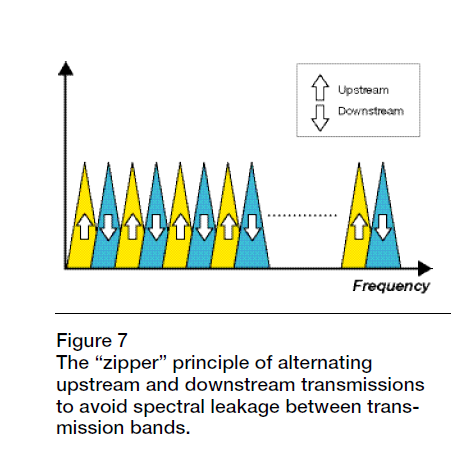 Upstream
Downstream
Frequency
Figure 7
The “zipper” principle of alternating
upstream and downstream transmissions
to avoid spectral leakage between trans-
mission bands.